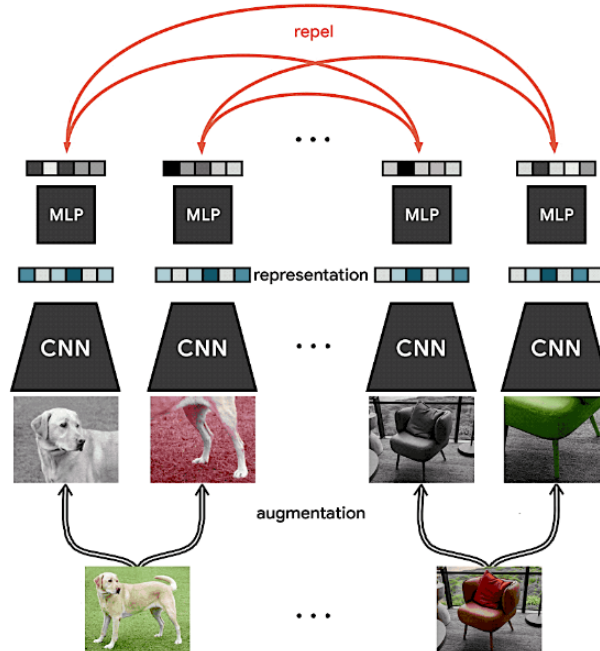 repel
...
MLP
MLP
MLP
MLP
representation
CNN
CNN
...
CNN
CNN
augmentation
...